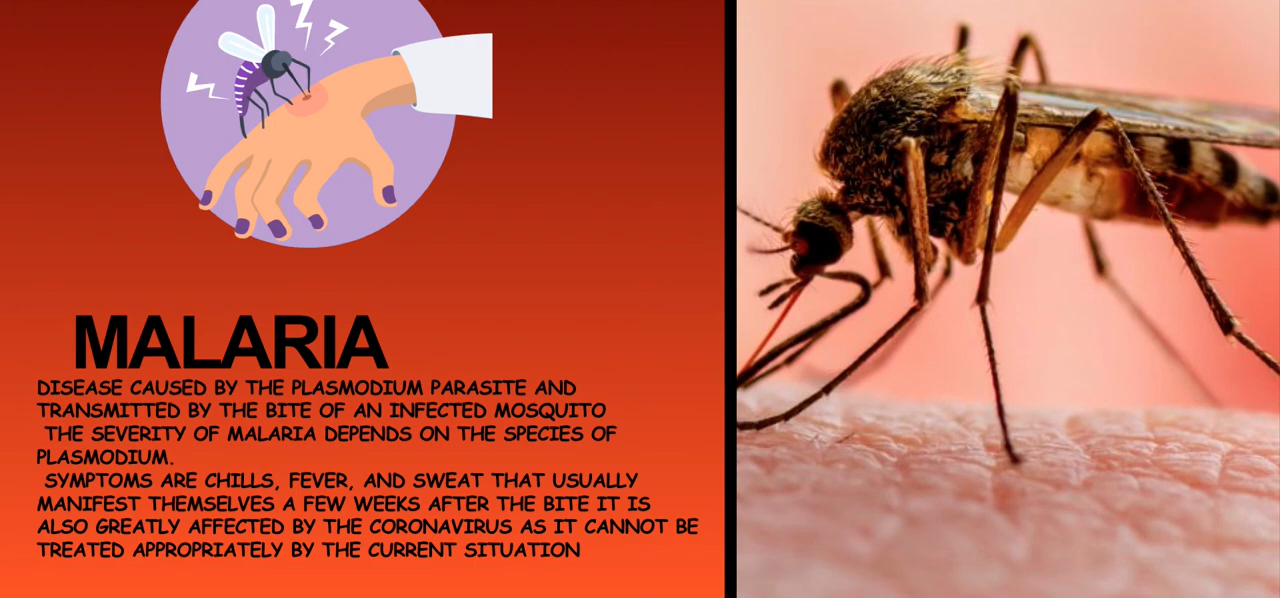 MALARIA
DISEASE CAUSED BY THE PLASMODIUM PARASITE AND
TRANSMITTED BY THE BITE OF AN INFECTED MOSQUITO
THE SEVERITY OF MALARIA DEPENDS ON THE SPECIES OF
PLASMODIUM.
SYMPTOMS ARE CHILLS, FEVER, AND SWEAT THAT USUALLY
MANIFEST THEMSELVES A FEW WEEKS AFTER THE BITE IT IS
ALSO GREATLY AFFECTED BY THE CORONAVIRUS AS IT CANNOT BE
TREATED APPROPRIATELY BY THE CURRENT SITUATION